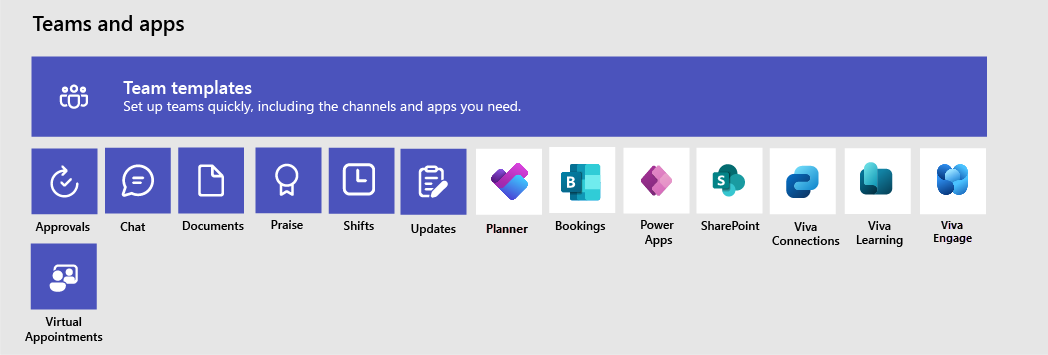 Teams and apps
Team templates
Set up teams quickly, including the channels and apps you need.
B
S
Approvals
Chat
Documents
Praise
Shifts
Updates
Planner
Bookings
Power
Apps
SharePoint
Viva
Connections
Viva
Learning
Viva
Engage
Virtual
Appointments